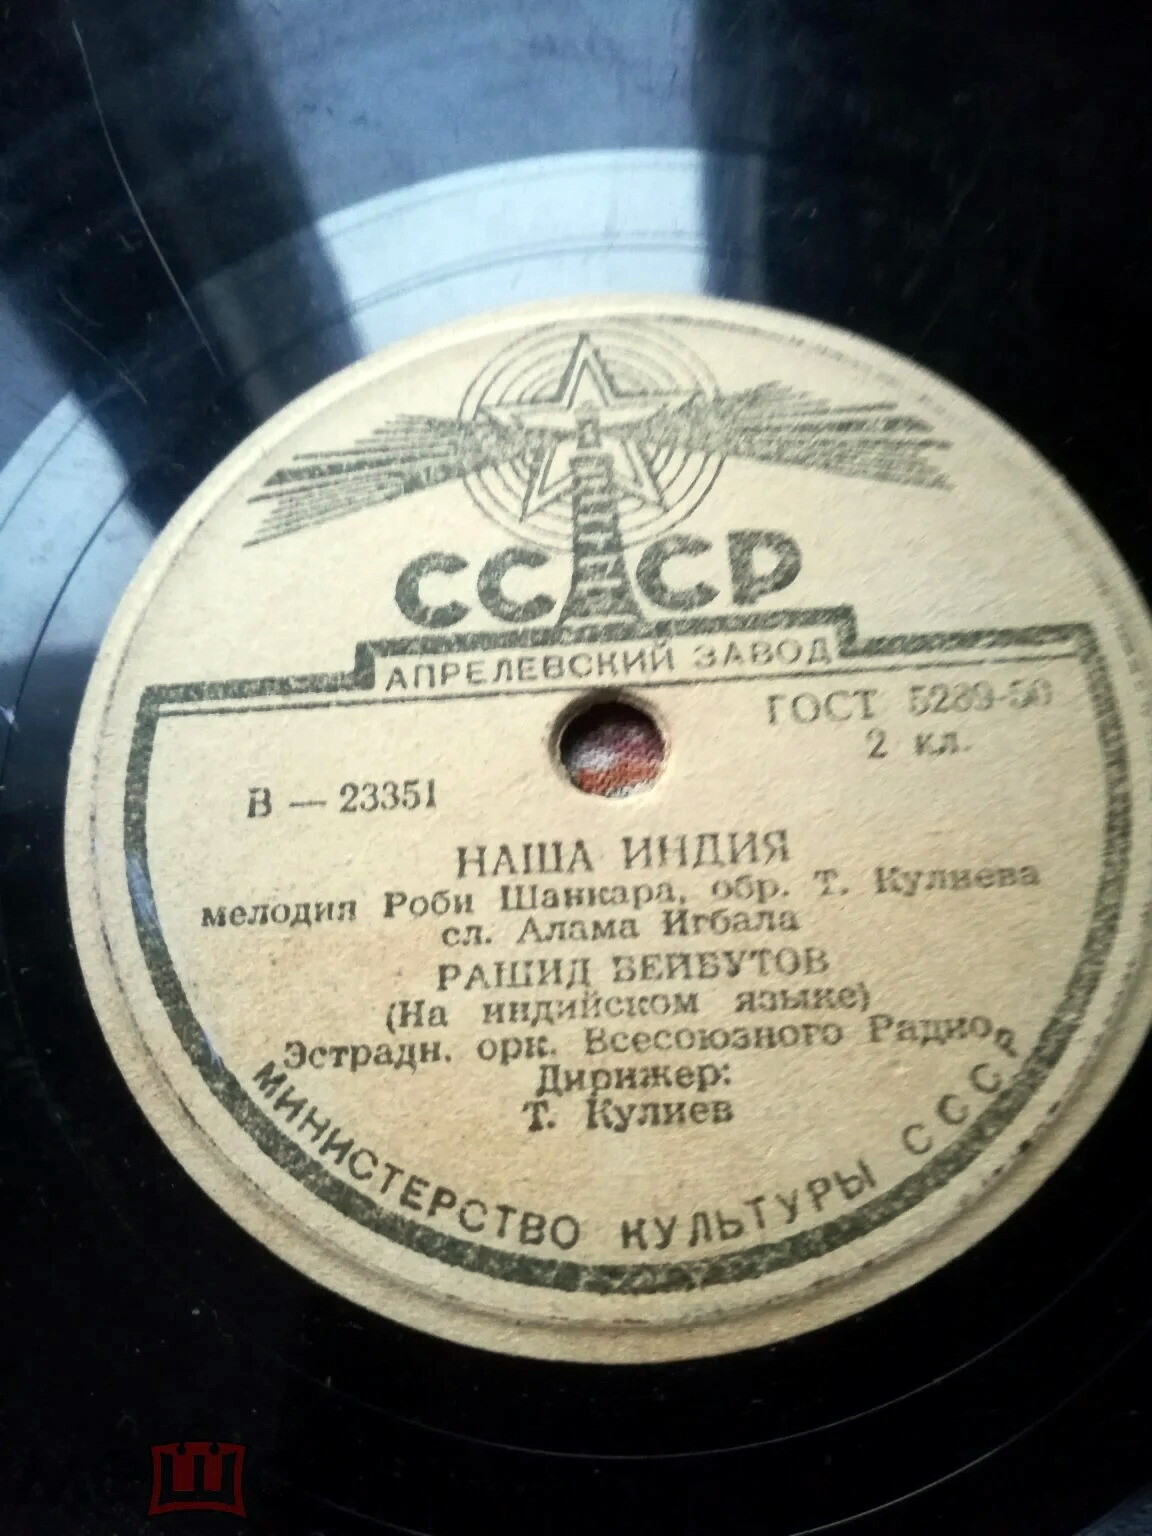 СССР
АПРЕЛЕВСКИЙ ЗАВОД
ГОСТ 5289-50
2 кл.
В — 23351
НАША ИНДИЯ
мелодия Роби Шанкара, обр. Т. Кулиева
сл. Алама Игбала
РАШИД БЕЙБУТОВ
(На индийском языке)
Эстрадн. орк. Всесоюзного Радио
Дирижер:
Т. Кулиев
МИНИСТЕРСТВО КУЛЬТУРЫ СССР